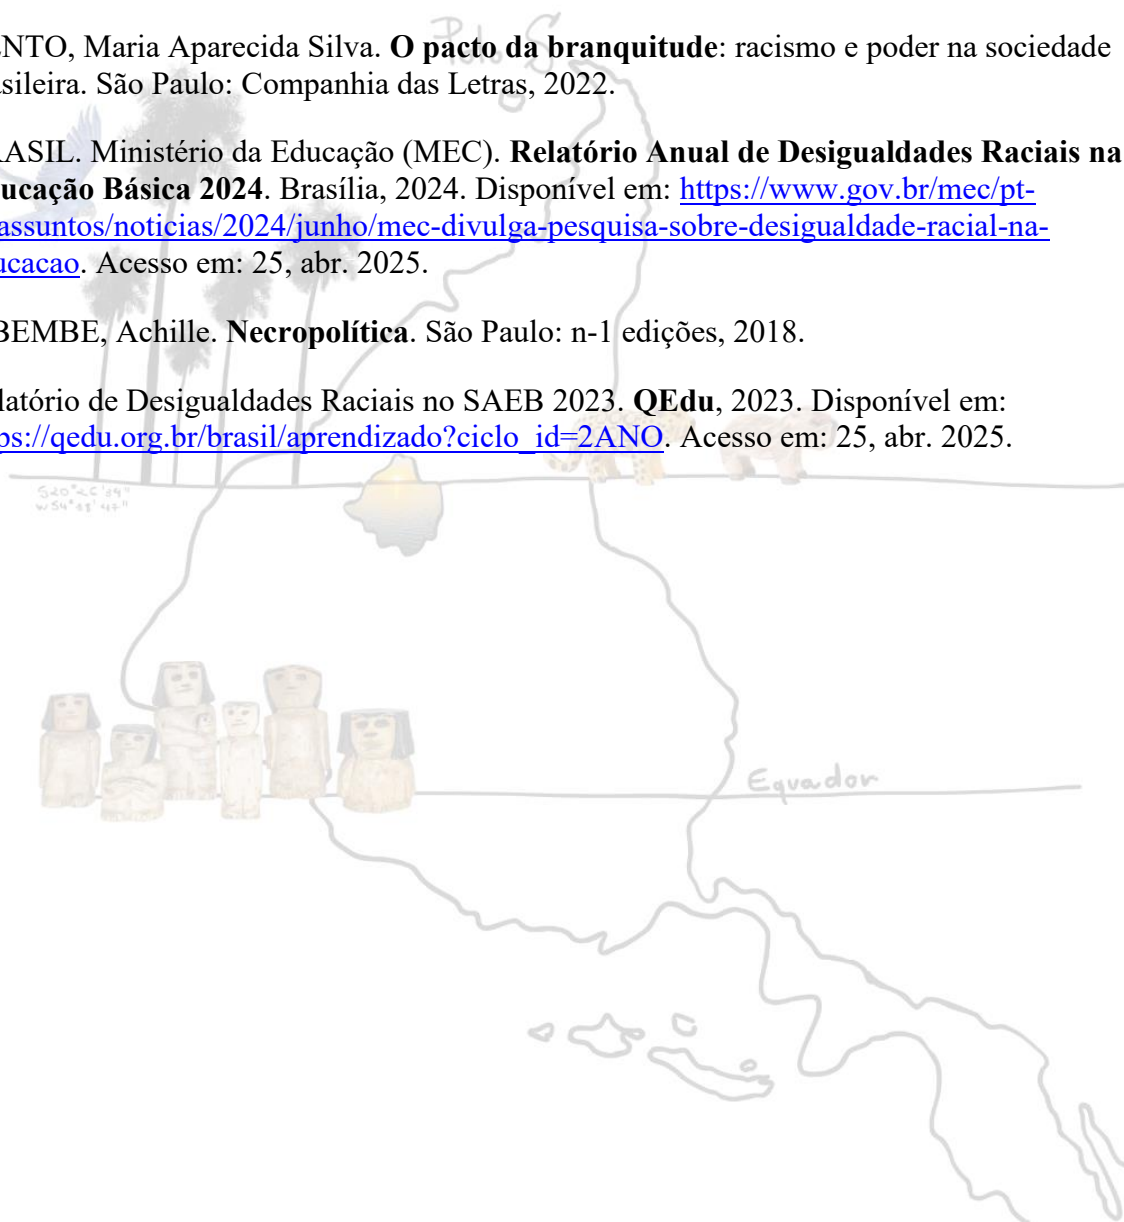 Polo S
ENTO, Maria Aparecida Silva. O pacto da branquitude: racismo e poder na sociedade
asileira. São Paulo: Companhia das Letras, 2022.
RASIL. Ministério da Educação (MEC). Relatório Anual de Desigualdades Raciais na
ucação Básica 2024. Brasília, 2024. Disponível em: https://www.gov.br/mec/pt-
assuntos/noticias/2024/junho/mec-divulga-pesquisa-sobre-desigualdade-racial-na-
ucacao. Acesso em: 25, abr. 2025.
BEMBE, Achille. Necropolítica. São Paulo: n-1 edições, 2018.
latório de Desigualdades Raciais no SAEB 2023. QEdu, 2023. Disponível em:
ps://qedu.org.br/brasil/aprendizado?ciclo_id=2ANO. Acesso em: 25, abr. 2025.
Equador